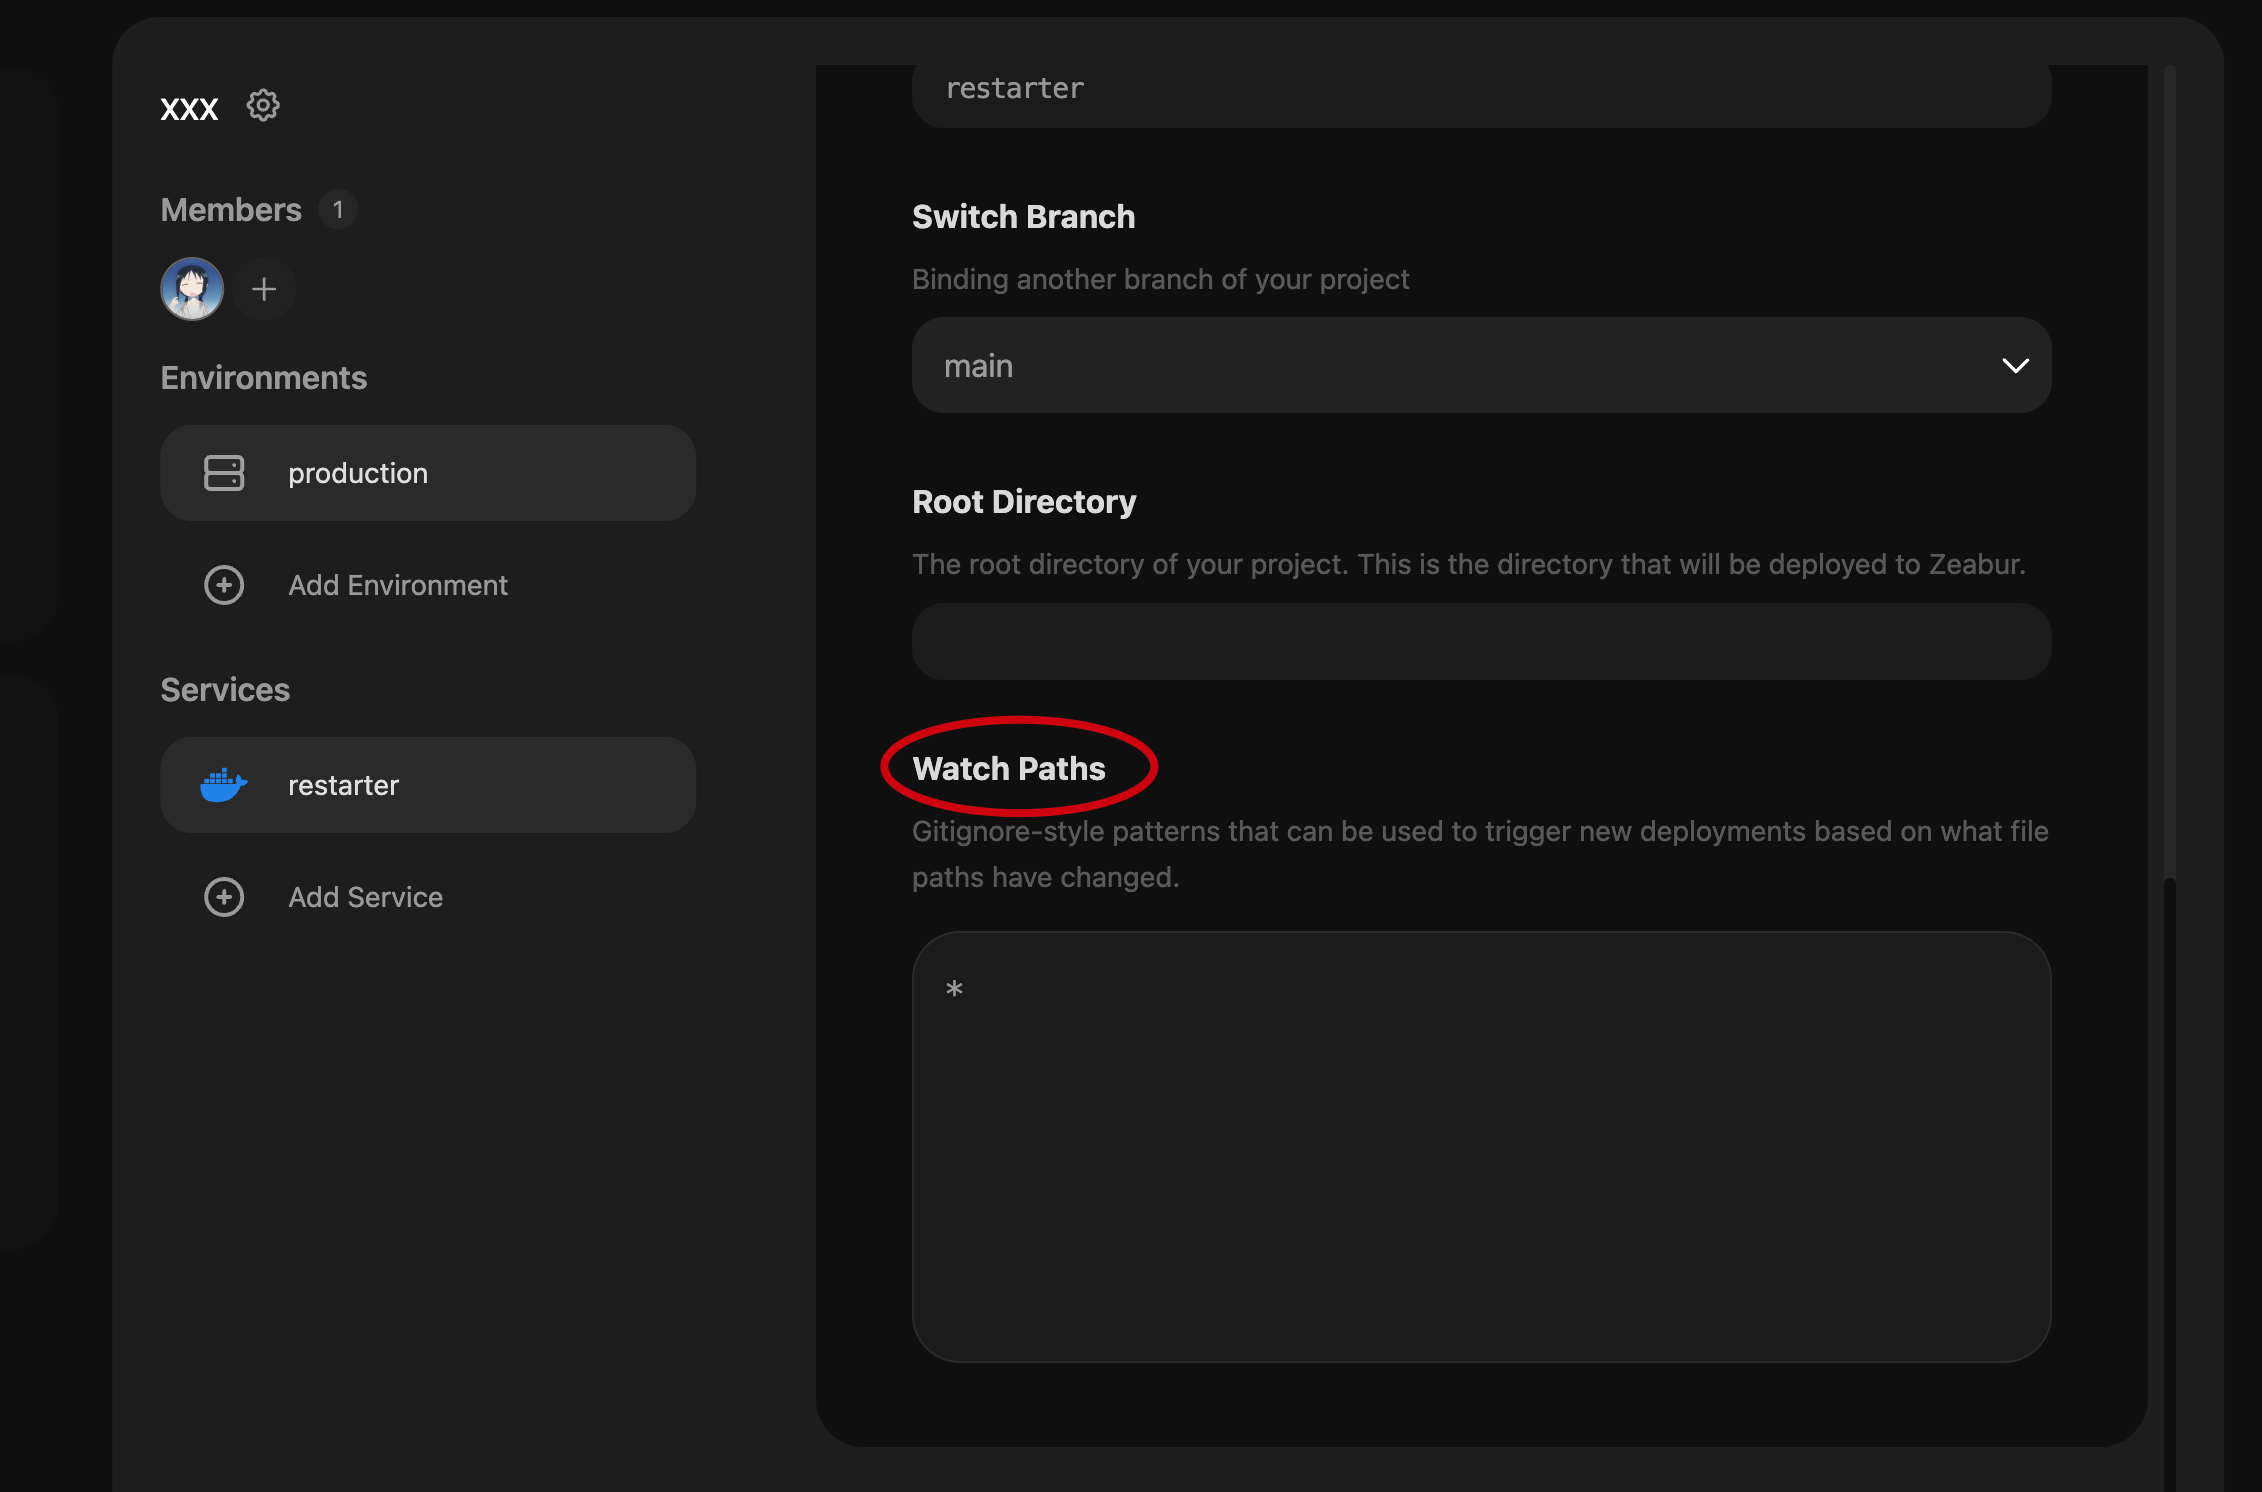 xxx
Members 1
Environments
production
Add Environment
Services
restarter
Add Service
restarter
Switch Branch
Binding another branch of your project
main
Root Directory
The root directory of your project. This is the directory that will be deployed to Zeabur.
Watch Paths
Gitignore-style patterns that can be used to trigger new deployments based on what file
paths have changed.
*